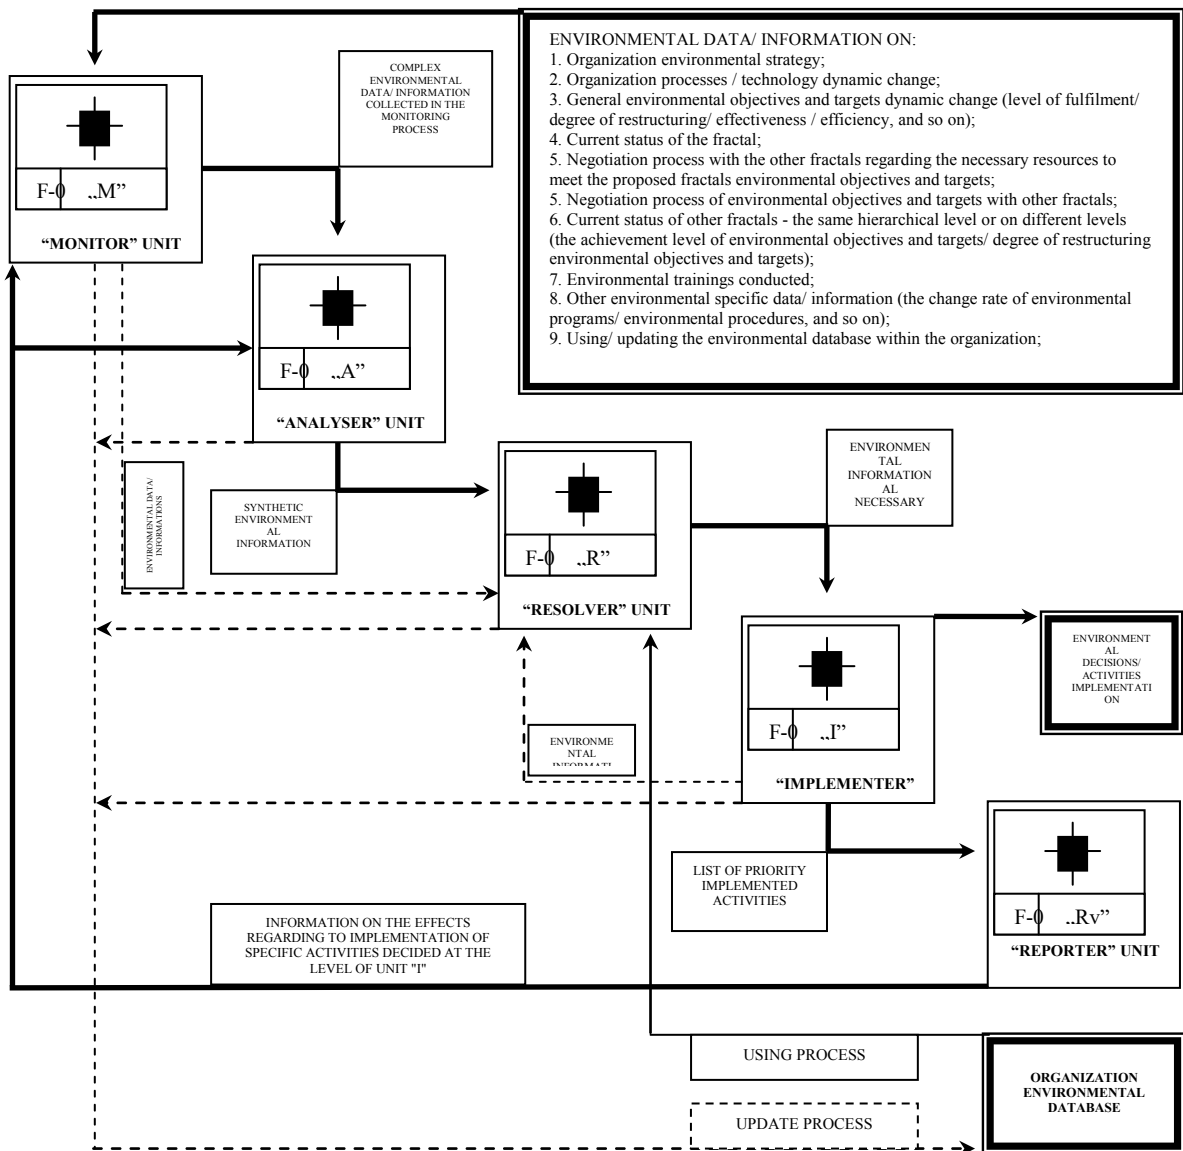 ENVIRONMENTAL DATA/ INFORMATION ON:
1. Organization environmental strategy;
2. Organization processes / technology dynamic change;
3. General environmental objectives and targets dynamic change (level of fulfilment/
degree of restructuring/ effectiveness / efficiency, and so on);
4. Current status of the fractal;
5. Negotiation process with the other fractals regarding the necessary resources to
meet the proposed fractals environmental objectives and targets;
5. Negotiation process of environmental objectives and targets with other fractals;
6. Current status of other fractals - the same hierarchical level or on different levels
(the achievement level of environmental objectives and targets/ degree of restructuring
environmental objectives and targets);
7. Environmental trainings conducted;
8. Other environmental specific data/ information (the change rate of environmental
programs/ environmental procedures, and so on);
9. Using/ updating the environmental database within the organization;
COMPLEX
ENVIRONMENTAL
DATA/ INFORMATION
COLLECTED IN THE
MONITORING
PROCESS
F-0 „M”
“MONITOR” UNIT
F-0 „A”
“ANALYSER” UNIT
ENVIRONMENTAL DATA/
INFORMATIONS
SYNTHETIC
ENVIRONMENT
AL
INFORMATION
F-0 „R”
“RESOLVER” UNIT
ENVIRONMEN
TAL
INFORMATION
AL
NECESSARY
F-0 „I”
“IMPLEMENTER”
ENVIRONMENT
AL
DECISIONS/
ACTIVITIES
IMPLEMENTATI
ON
ENVIRONME
NTAL
INFORMATI
LIST OF PRIORITY
IMPLEMENTED
ACTIVITIES
F-0 „Rv”
“REPORTER” UNIT
INFORMATION ON THE EFFECTS
REGARDING TO IMPLEMENTATION OF
SPECIFIC ACTIVITIES DECIDED AT THE
LEVEL OF UNIT "I"
USING PROCESS
ORGANIZATION
ENVIRONMENTAL
DATABASE
UPDATE PROCESS